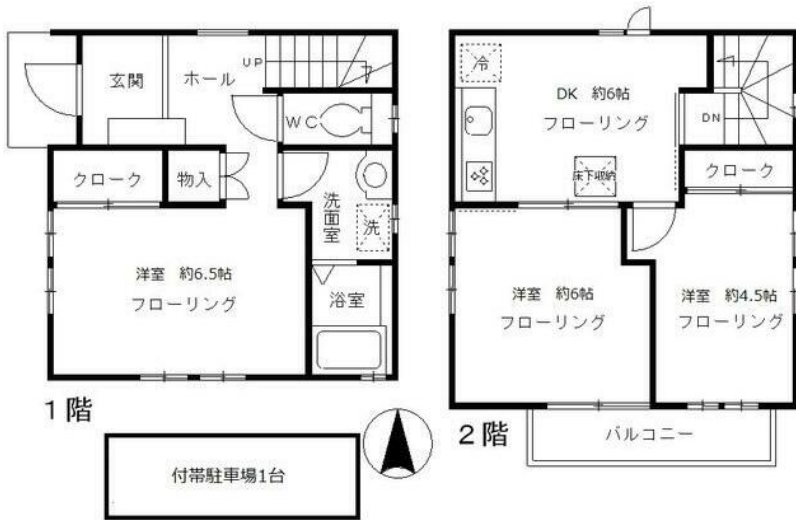 玄関
ホール
UP
WC
クローク
物入
洗面室
洗
洋室 約6.5帖
フローリング
浴室
1階
付帯駐車場1台
冷
DK 約6帖
フローリング
DN
床下収納
クローク
洋室 約6帖
フローリング
洋室 約4.5帖
フローリング
2階
バルコニー